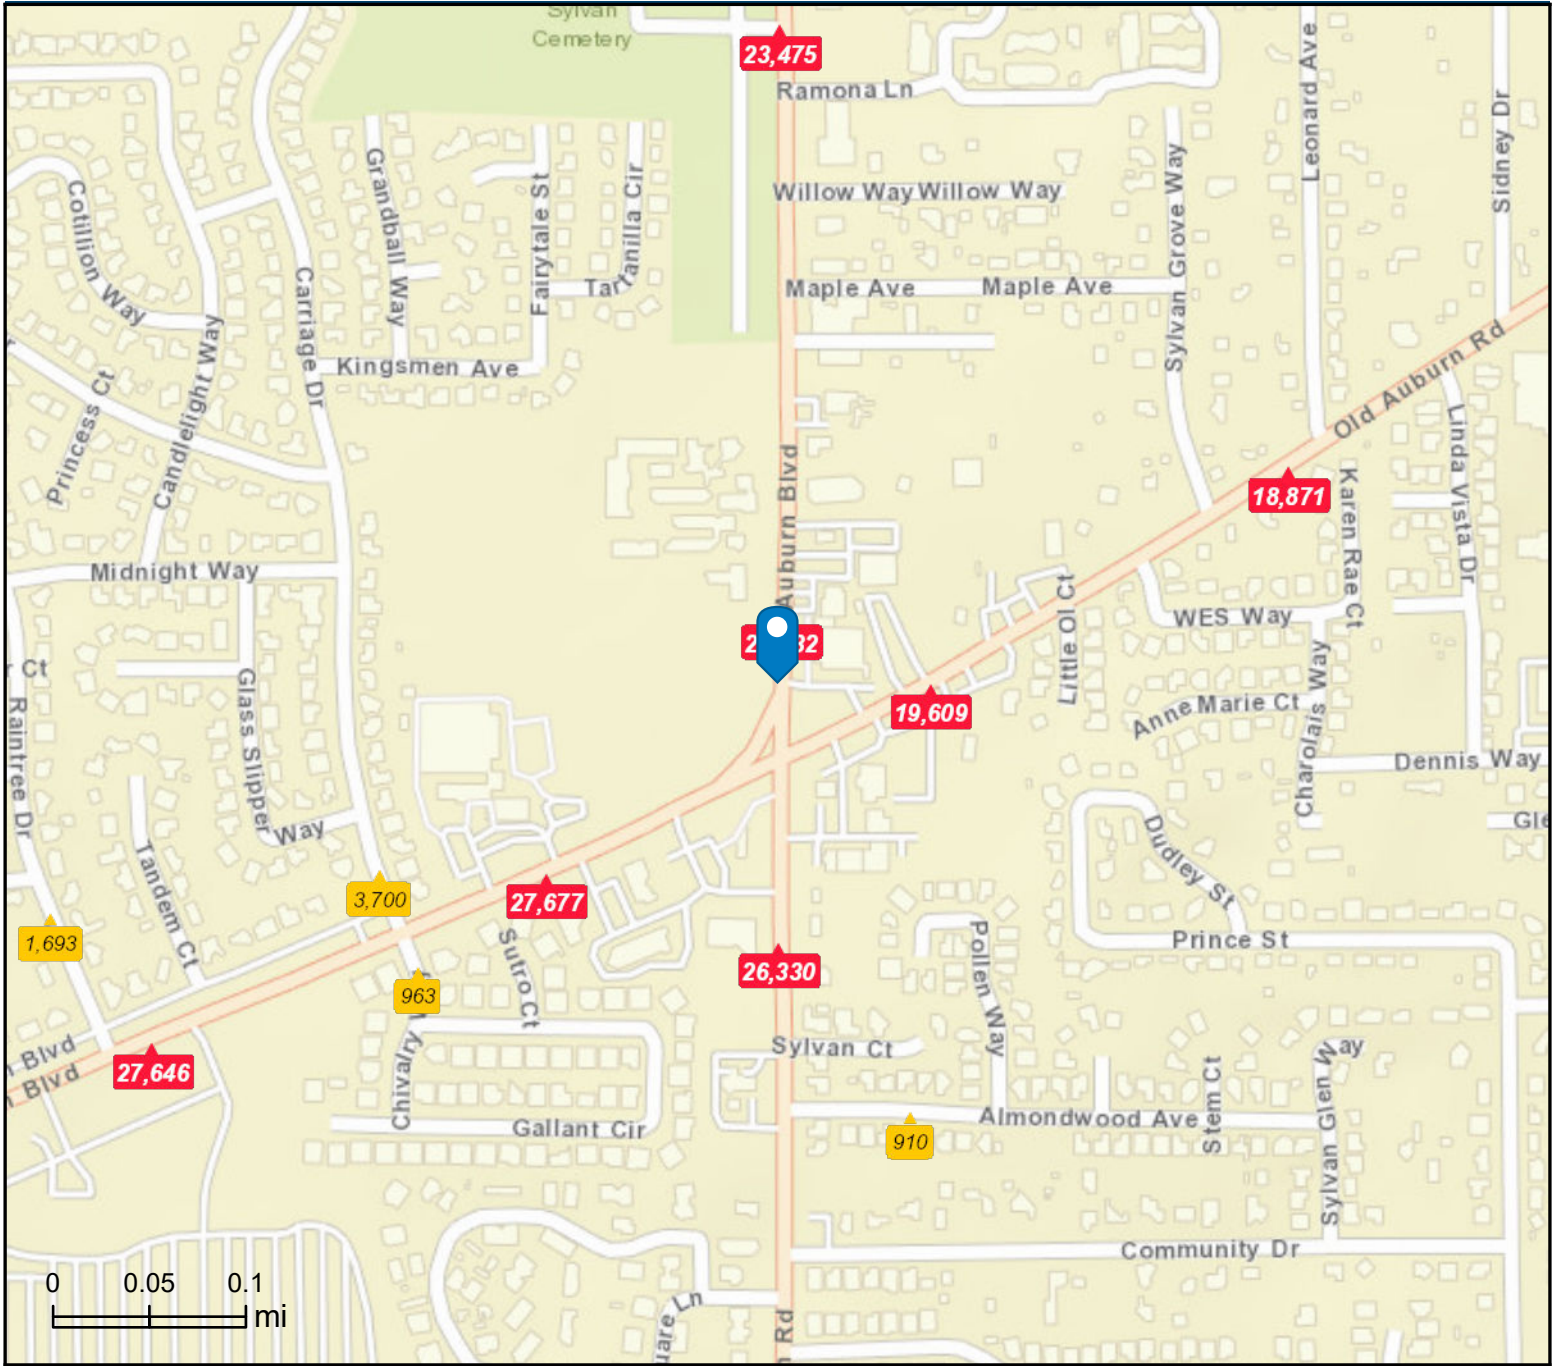 Sylvan
Cemetery
23,475
Ramona Ln
Leonard Ave
Sidney Dr
Grandball Way
Fairytale St
Tartanilla Cir
Willow Way Willow Way
Sylvan Grove Way
Cotillion Way
Carriage Dr
Maple Ave
Maple Ave
Kingsmen Ave
Candlelight Way
Princess Ct
Old Auburn Rd
Linda Vista Dr
Auburn Blvd
18,871
Karen Rae Ct
Midnight Way
Little Ol Ct
WES Way
Ct
Glass Slipper
Way
Raintree Dr
19,609
Anne Marie Ct
Charolais Way
Dennis Way
Dudley St
Tandem Ct
3,700
27,677
1,693
Sutro Ct
963
26,330
Pollen Way
Prince St
Blvd
Blvd
27,646
Chivalry
Sylvan Ct
Way
Sylvan Glen
Stem Ct
Gallant Cir
Almondwood Ave
910
Community Dr
0 0.05 0.1
mi
Ln
Rd